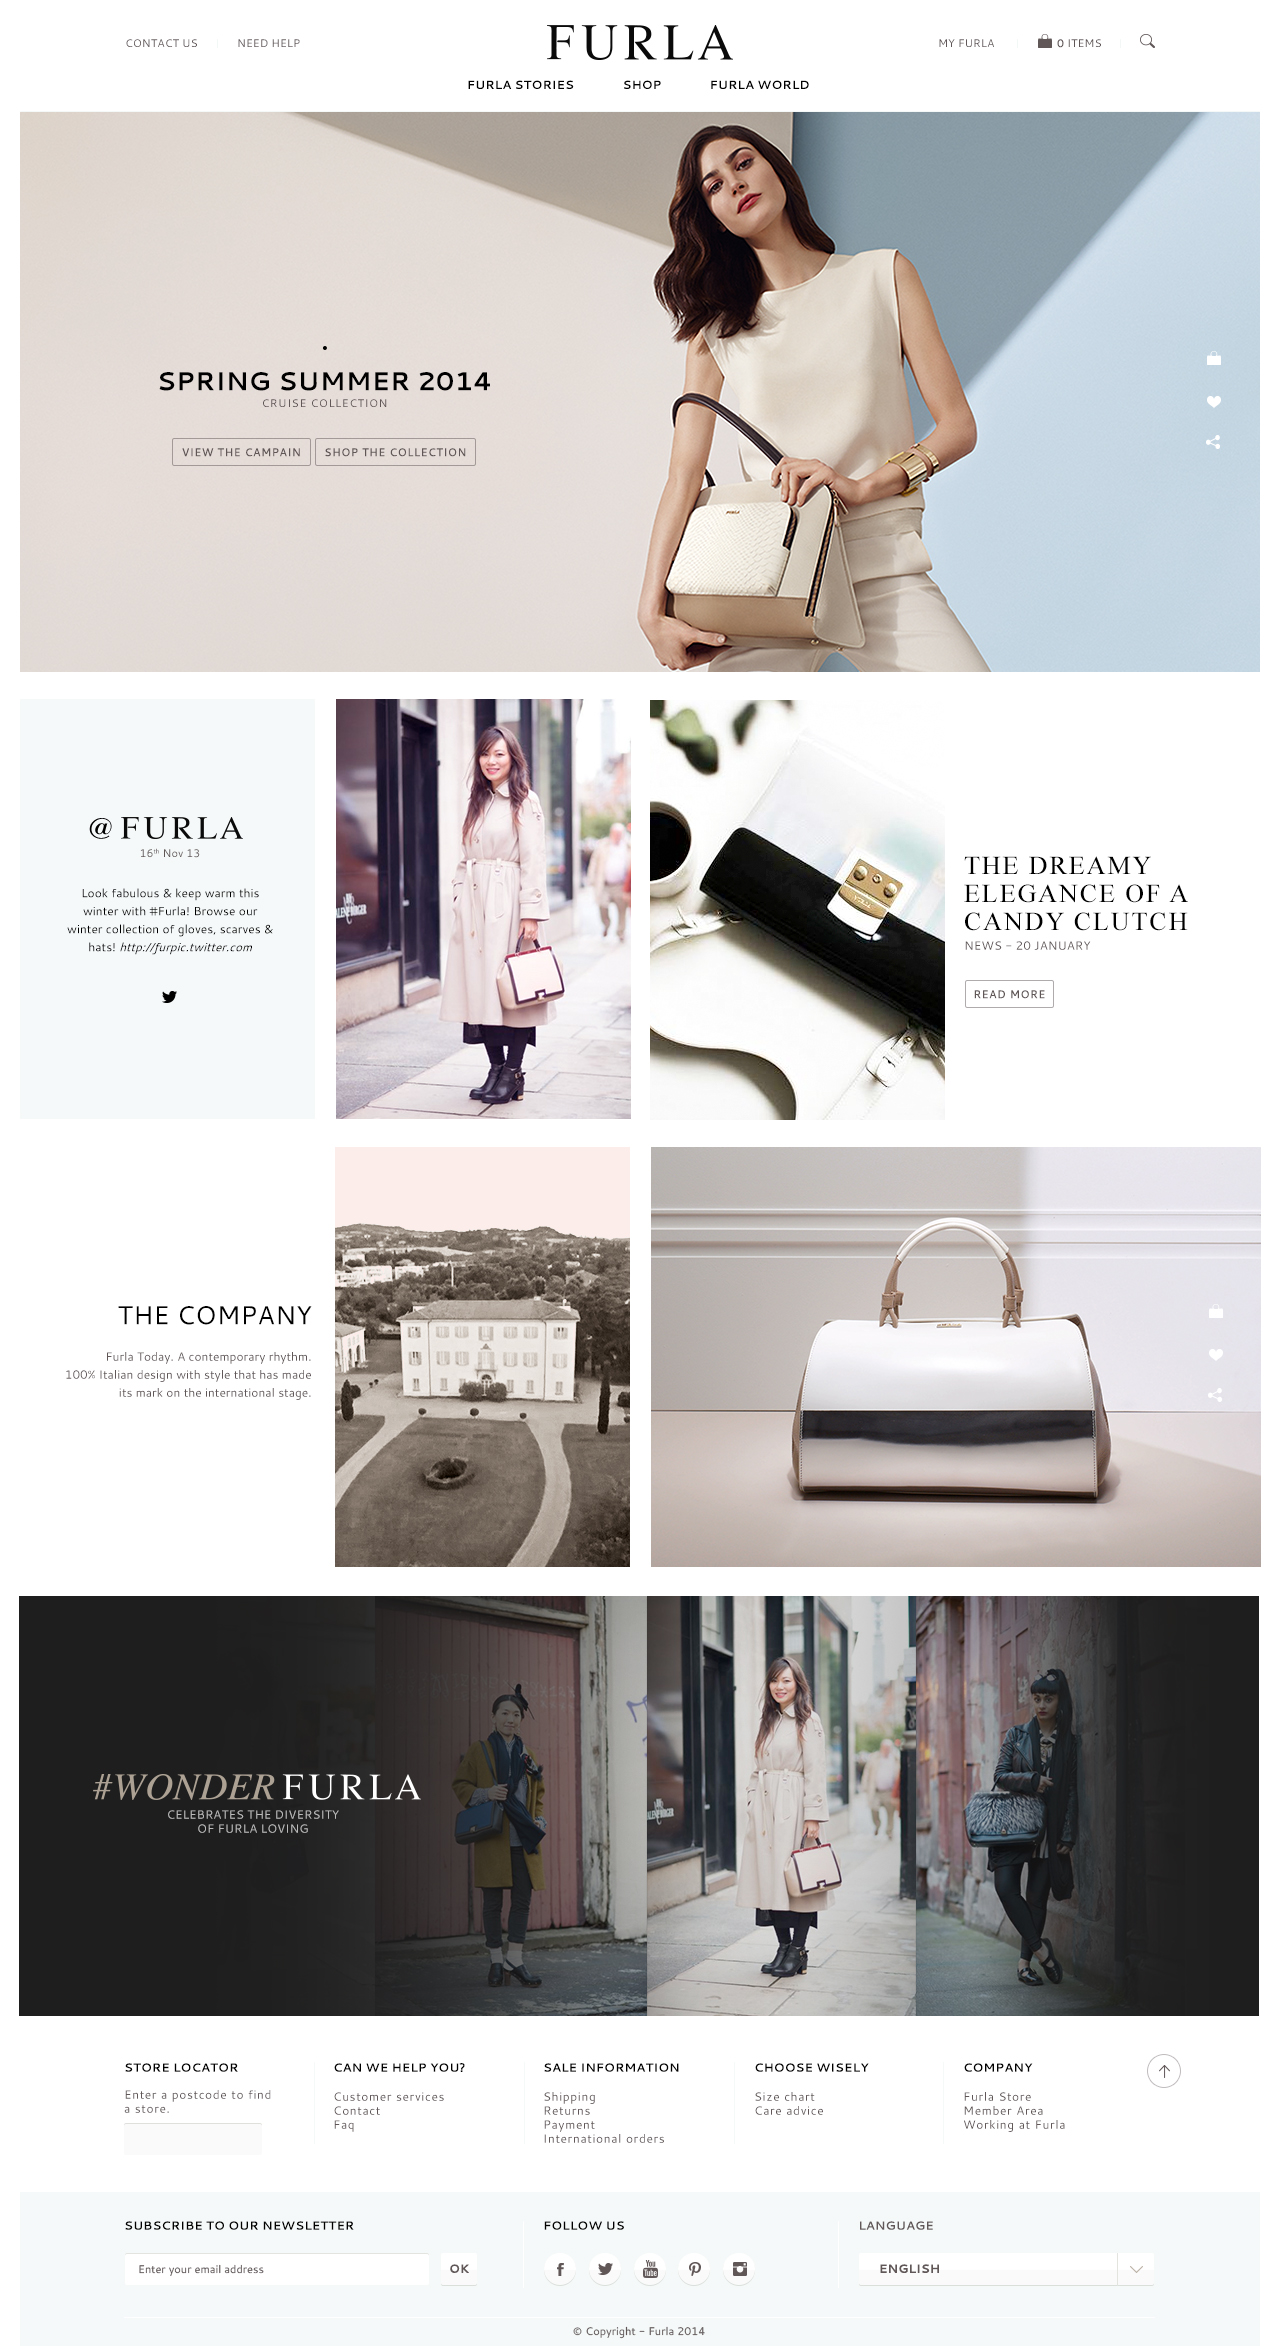 CONTACT US
NEED HELP
FURLA
MY FURLA
0 ITEMS
FURLA STORIES
SHOP
FURLA WORLD
SPRING SUMMER 2014
CRUISE COLLECTION
VIEW THE CAMPAIN
SHOP THE COLLECTION
@FURLA
16th Nov 13
Look fabulous & keep warm this
winter with #Furla! Browse our
winter collection of gloves, scarves &
hats! http://furpic.twitter.com
THE DREAMY
ELEGANCE OF A
CANDY CLUTCH
NEWS - 20 JANUARY
READ MORE
THE COMPANY
Furla Today. A contemporary rhythm.
100% Italian design with style that has made
its mark on the international stage.
#WONDERFURLA
CELEBRATES THE DIVERSITY
OF FURLA LOVING
STORE LOCATOR
Enter a postcode to find
a store.
CAN WE HELP YOU?
Customer services
Contact
Faq
SALE INFORMATION
Shipping
Returns
Payment
International orders
CHOOSE WISELY
Size chart
Care advice
COMPANY
Furla Store
Member Area
Working at Furla
SUBSCRIBE TO OUR NEWSLETTER
Enter your email address
OK
FOLLOW US
You
Tube
LANGUAGE
ENGLISH
© Copyright - Furla 2014